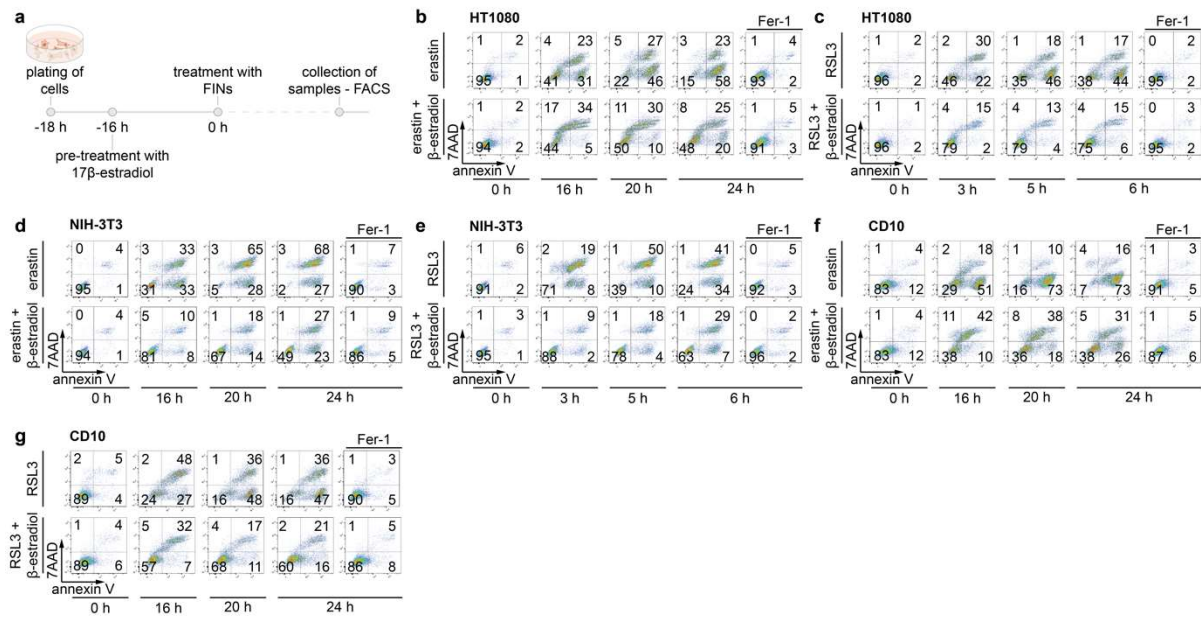 a
plating of
cells
treatment with
FINs
collection of
samples - FACS
-18 h
-16 h
0 h
pre-treatment with
17β-estradiol
b
HT1080
Fer-1
erastin
1 2 4 23 5 27 3 23 1 4
95 1 41 31 22 46 15 58 93 2
erastin +
β-estradiol
7AAD
1 2 17 34 11 30 8 25 1 5
94 2 44 5 50 10 48 20 91 3
annexin V
0 h 16 h 20 h 24 h
c
HT1080
Fer-1
RSL3
1 2 2 30 1 18 1 17 0 2
96 2 46 22 35 46 38 44 95 2
RSL3 +
β-estradiol
7AAD
1 1 4 15 4 13 4 15 0 3
96 2 79 2 79 4 75 6 95 2
annexin V
0 h 3 h 5 h 6 h
d
NIH-3T3
Fer-1
erastin
0 4 3 33 3 65 3 68 1 7
95 1 31 33 5 28 2 27 90 3
erastin +
β-estradiol
7AAD
0 4 5 10 1 18 1 27 1 9
94 1 81 8 67 14 49 23 86 5
annexin V
0 h 16 h 20 h 24 h
e
NIH-3T3
Fer-1
RSL3
1 6 2 19 1 50 1 41 0 5
91 2 71 8 39 10 24 34 92 3
RSL3 +
β-estradiol
7AAD
1 3 1 9 1 18 1 29 0 2
95 1 88 2 78 4 63 7 96 2
annexin V
0 h 3 h 5 h 6 h
f
CD10
Fer-1
erastin
1 4 2 18 1 10 4 16 1 3
83 12 29 51 16 73 7 73 91 5
erastin +
β-estradiol
7AAD
1 4 11 42 8 38 5 31 1 5
83 12 38 10 36 18 38 26 87 6
annexin V
0 h 16 h 20 h 24 h
g
CD10
Fer-1
RSL3
2 5 2 48 1 36 1 36 1 3
89 4 24 27 16 48 16 47 90 5
RSL3 +
β-estradiol
7AAD
1 4 5 32 4 17 2 21 1 5
89 6 57 7 68 11 60 16 86 8
annexin V
0 h 16 h 20 h 24 h